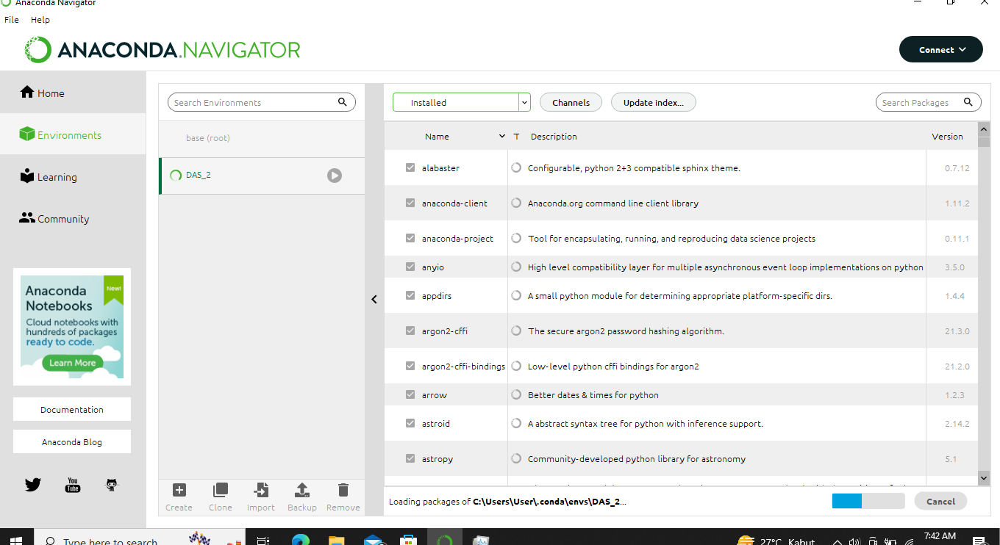 Anaconda Navigator
File Help
ANACONDA.NAVIGATOR
Connect
Home
Environments
Learning
Community
Anaconda
Notebooks
New!
Cloud notebooks with
hundreds of packages
ready to code.
Learn More
Documentation
Anaconda Blog
You
Tube
Search Environments
base (root)
DAS_2
Create Clone Import Backup Remove
Installed Channels Update index... Search Packages
Name T Description Version
alabaster Configurable, python 2+3 compatible sphinx theme. 0.7.12
anaconda-client Anaconda.org command line client library 1.11.2
anaconda-project Tool for encapsulating, running, and reproducing data science projects 0.11.1
anyio High level compatibility layer for multiple asynchronous event loop implementations on python 3.5.0
appdirs A small python module for determining appropriate platform-specific dirs. 1.4.4
argon2-cffi The secure argon2 password hashing algorithm. 21.3.0
argon2-cffi-bindings Low-level python cffi bindings for argon2 21.2.0
arrow Better dates & times for python 1.2.3
astroid A abstract syntax tree for python with inference support. 2.14.2
astropy Community-developed python library for astronomy 5.1
Loading packages of C:\Users\User\.conda\envs\DAS_2... Cancel
Type here to search 27°C Kabut 7:42 AM